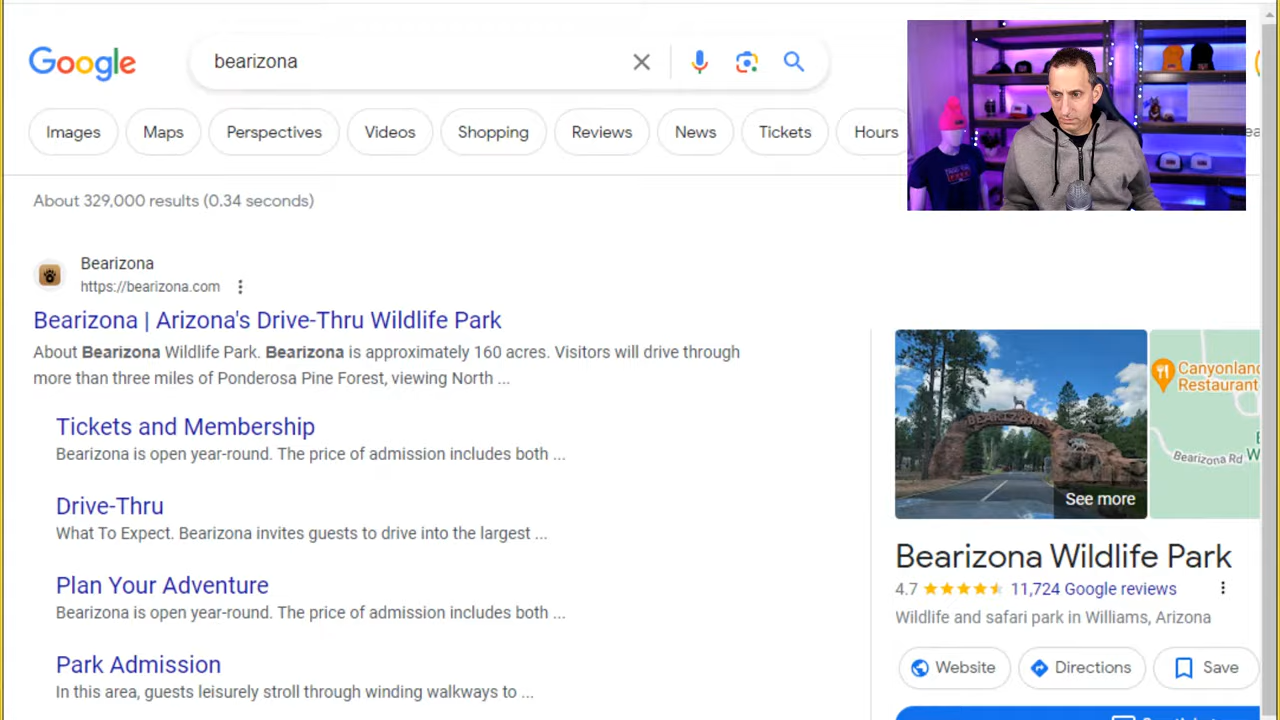 Google
bearizona
Images
Maps
Perspectives
Videos
Shopping
Reviews
News
Tickets
Hours
About 329,000 results (0.34 seconds)
Bearizona
https://bearizona.com
Bearizona | Arizona's Drive-Thru Wildlife Park
About Bearizona Wildlife Park. Bearizona is approximately 160 acres. Visitors will drive through
more than three miles of Ponderosa Pine Forest, viewing North ...
Tickets and Membership
Bearizona is open year-round. The price of admission includes both ...
Drive-Thru
What To Expect. Bearizona invites guests to drive into the largest ...
Plan Your Adventure
Bearizona is open year-round. The price of admission includes both ...
Park Admission
In this area, guests leisurely stroll through winding walkways to ...
BEARIZONA
See more
Canyonland
Restaurant
Bearizona Rd
Bearizona Wildlife Park
4.7
11,724 Google reviews
Wildlife and safari park in Williams, Arizona
Website
Directions
Save